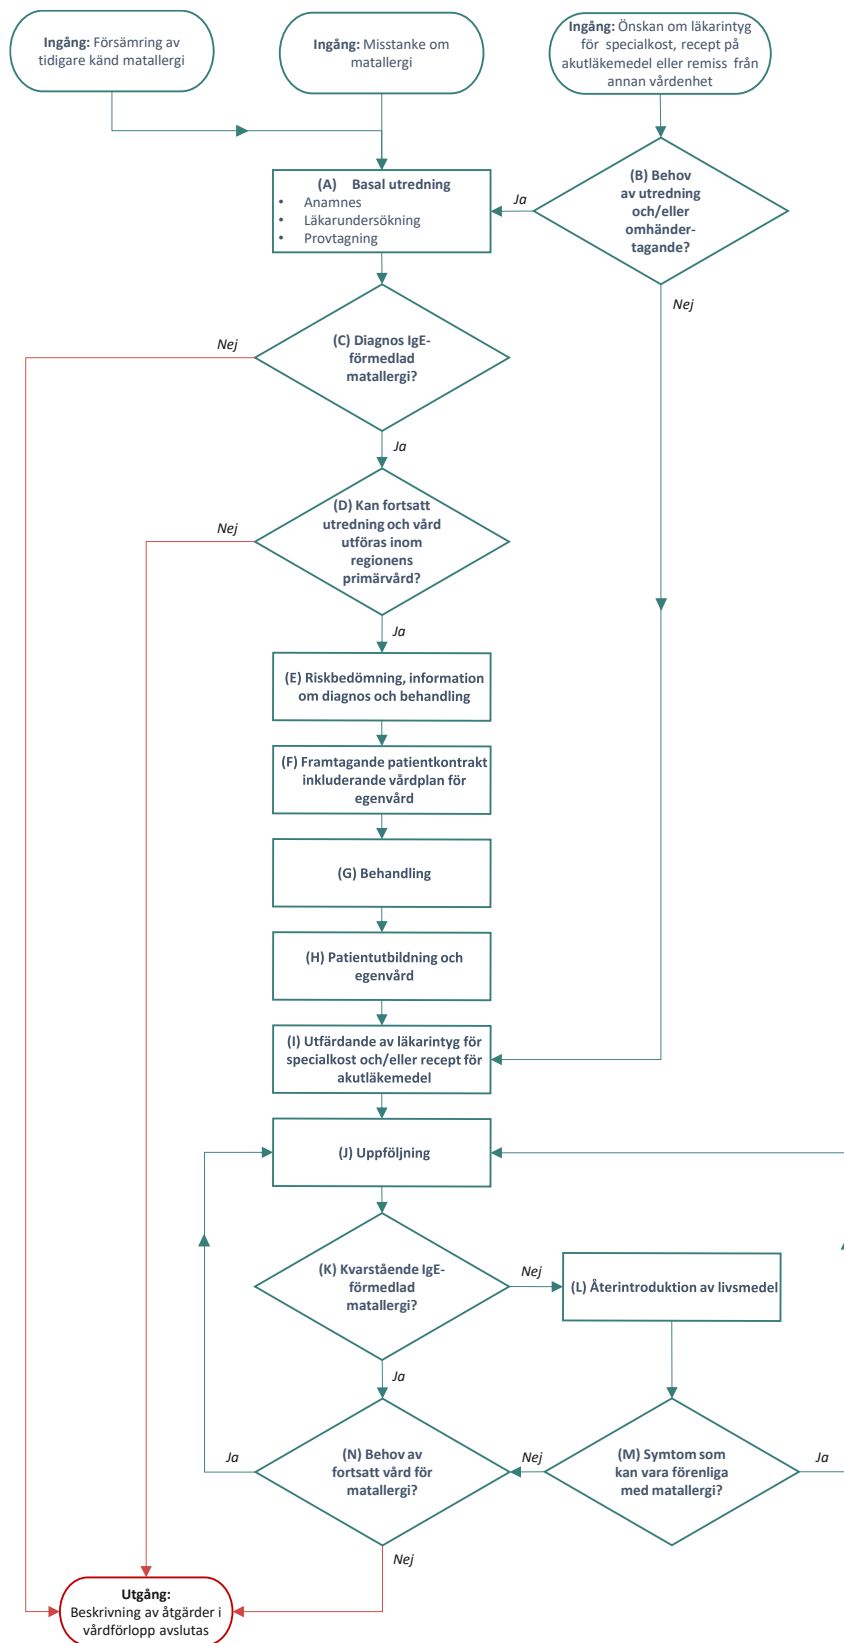 Ingång: Försämring av
tidigare känd matallergi
Ingång: Misstanke om
matallergi
Ingång: Önskan om läkarintyg
för specialkost, recept på
akutläkemedel eller remiss från
annan vårdenhet
(A) Basal utredning
• Anamnes
• Läkarundersökning
• Provtagning
Ja
(B) Behov
av utredning
och/eller
omhänder-
tagande?
Nej
Nej
(C) Diagnos IgE-
förmedlad
matallergi?
Ja
Nej
(D) Kan fortsatt
utredning och vård
utföras inom
regionens
primärvård?
Ja
(E) Riskbedömning, information
om diagnos och behandling
(F) Framtagande patientkontrakt
inkluderande vårdplan för
egenvård
(G) Behandling
(H) Patientutbildning och
egenvård
(I) Utfärdande av läkarintyg för
specialkost och/eller recept för
akutläkemedel
(J) Uppföljning
(K) Kvarstående IgE-
förmedlad
matallergi?
Nej
(L) Återintroduktion av livsmedel
Ja
Ja
(N) Behov av
fortsatt vård för
matallergi?
Nej
(M) Symtom som
kan vara förenliga
med matallergi?
Ja
Nej
Utgång:
Beskrivning av åtgärder i
vårdförlopp avslutas